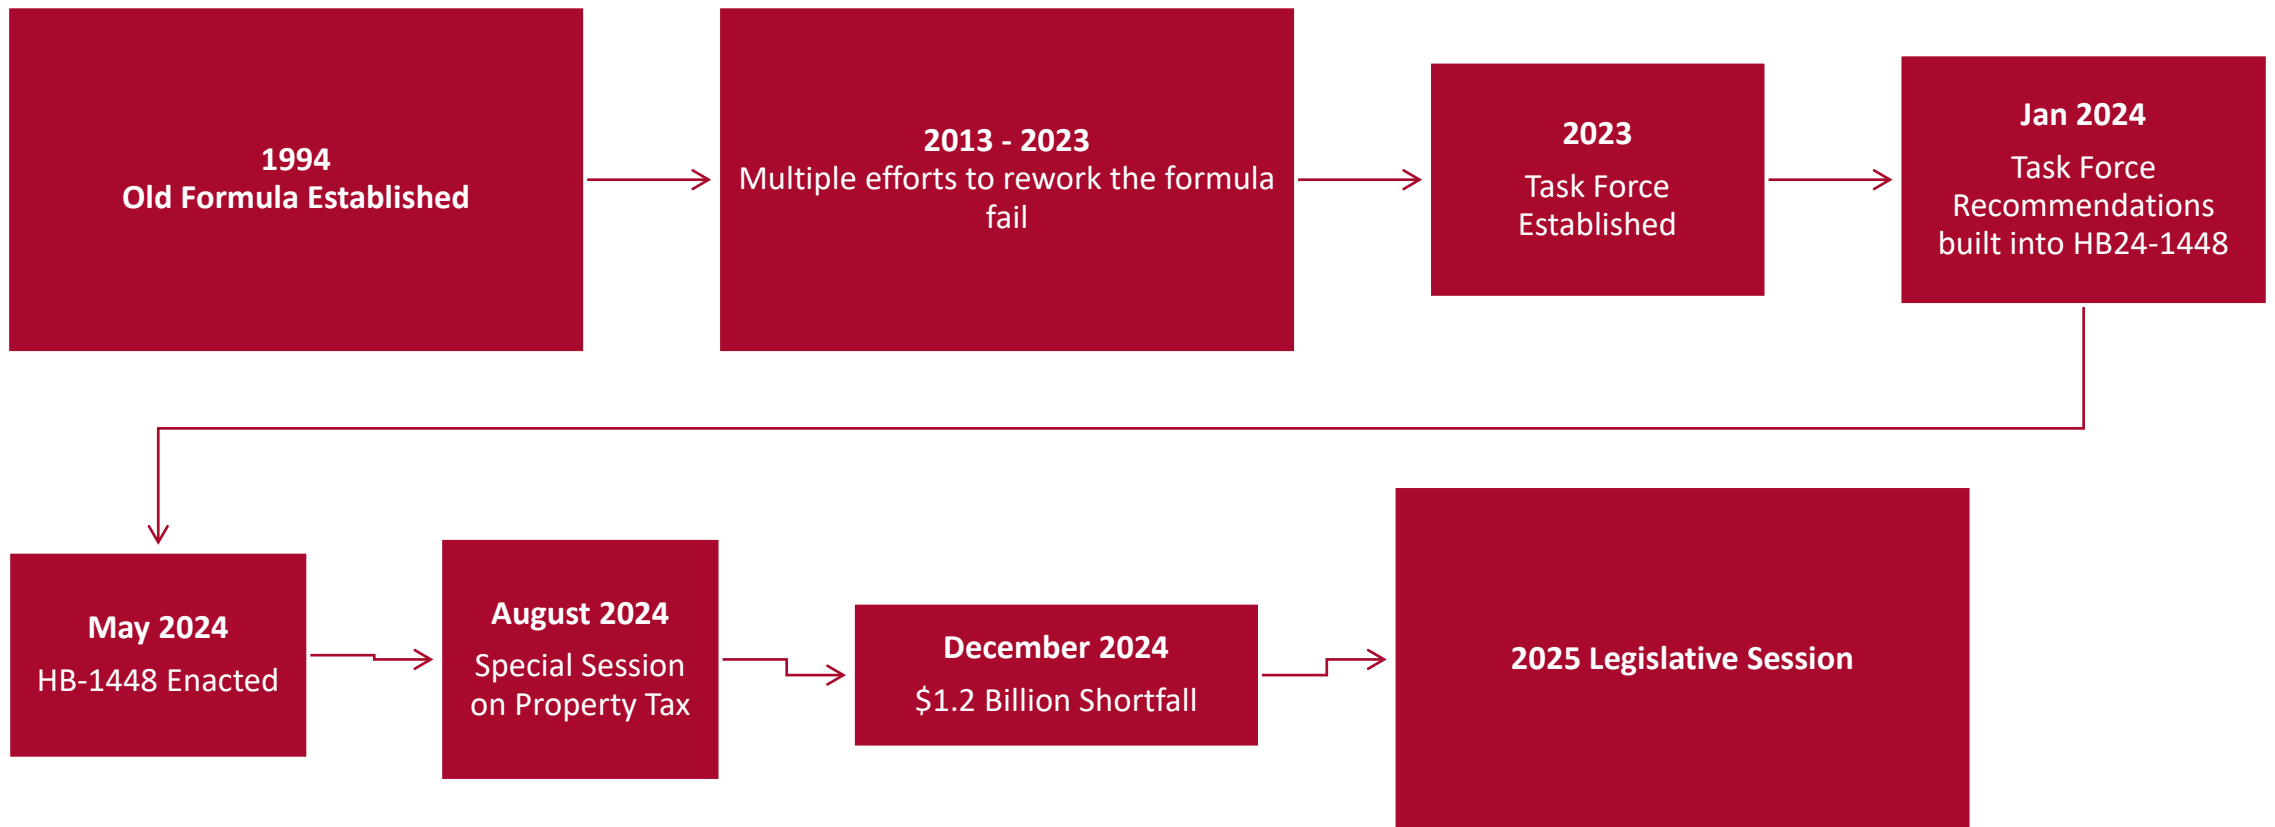 1994
Old Formula Established
2013 - 2023
Multiple efforts to rework the formula
fail
2023
Task Force
Established
Jan 2024
Task Force
Recommendations
built into HB24-1448
May 2024
HB-1448 Enacted
August 2024
Special Session
on Property Tax
December 2024
$1.2 Billion Shortfall
2025 Legislative Session